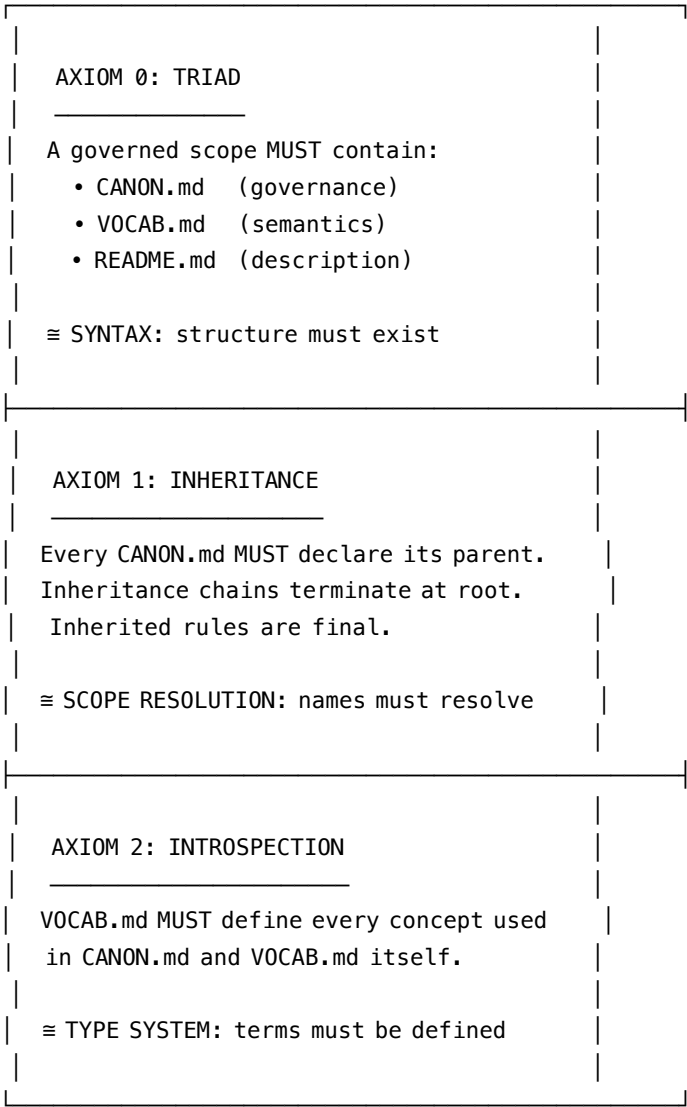 AXIOM 0: TRIAD
A governed scope MUST contain:
• CANON.md (governance)
• VOCAB.md (semantics)
• README.md (description)
≅ SYNTAX: structure must exist
AXIOM 1: INHERITANCE
Every CANON.md MUST declare its parent.
Inheritance chains terminate at root.
Inherited rules are final.
≅ SCOPE RESOLUTION: names must resolve
AXIOM 2: INTROSPECTION
VOCAB.md MUST define every concept used
in CANON.md and VOCAB.md itself.
≅ TYPE SYSTEM: terms must be defined